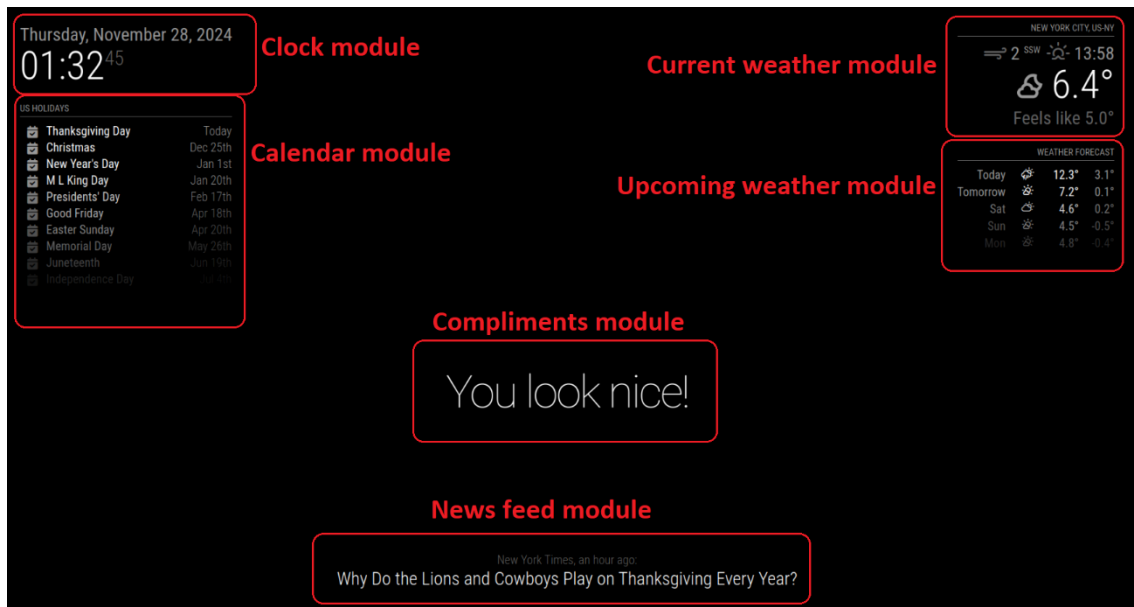 Thursday, November 28, 2024
01:32 45
Clock module
US HOLIDAYS
Thanksgiving Day Today
Christmas Dec 25th
New Year's Day Jan 1st
M L King Day Jan 20th
Presidents' Day Feb 17th
Good Friday Apr 18th
Easter Sunday Apr 20th
Memorial Day May 26th
Juneteenth Jun 19th
Independence Day Jul 4th
Calendar module
Current weather module
NEW YORK CITY, US-NY
2 SSW 13:58
6.4°
Feels like 5.0°
Upcoming weather module
WEATHER FORECAST
Today 12.3° 3.1°
Tomorrow 7.2° 0.1°
Sat 4.6° 0.2°
Sun 4.5° -0.5°
Mon 4.8° -0.4°
Compliments module
You look nice!
News feed module
New York Times, an hour ago:
Why Do the Lions and Cowboys Play on Thanksgiving Every Year?